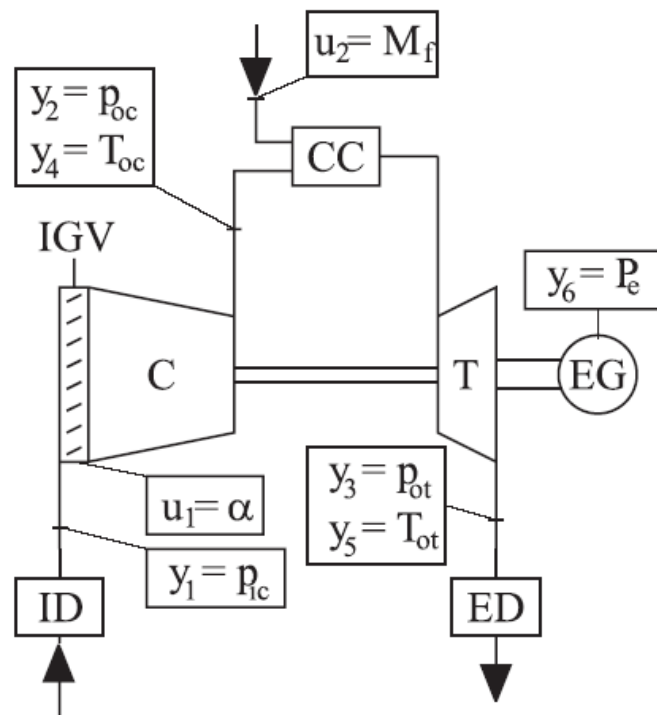 u₂= M_f
y₂= p_oc
y₄= T_oc
CC
IGV
y₆= P_e
C
T
EG
u₁= α
y₃= p_ot
y₅= T_ot
y₁= p_ic
ID
ED